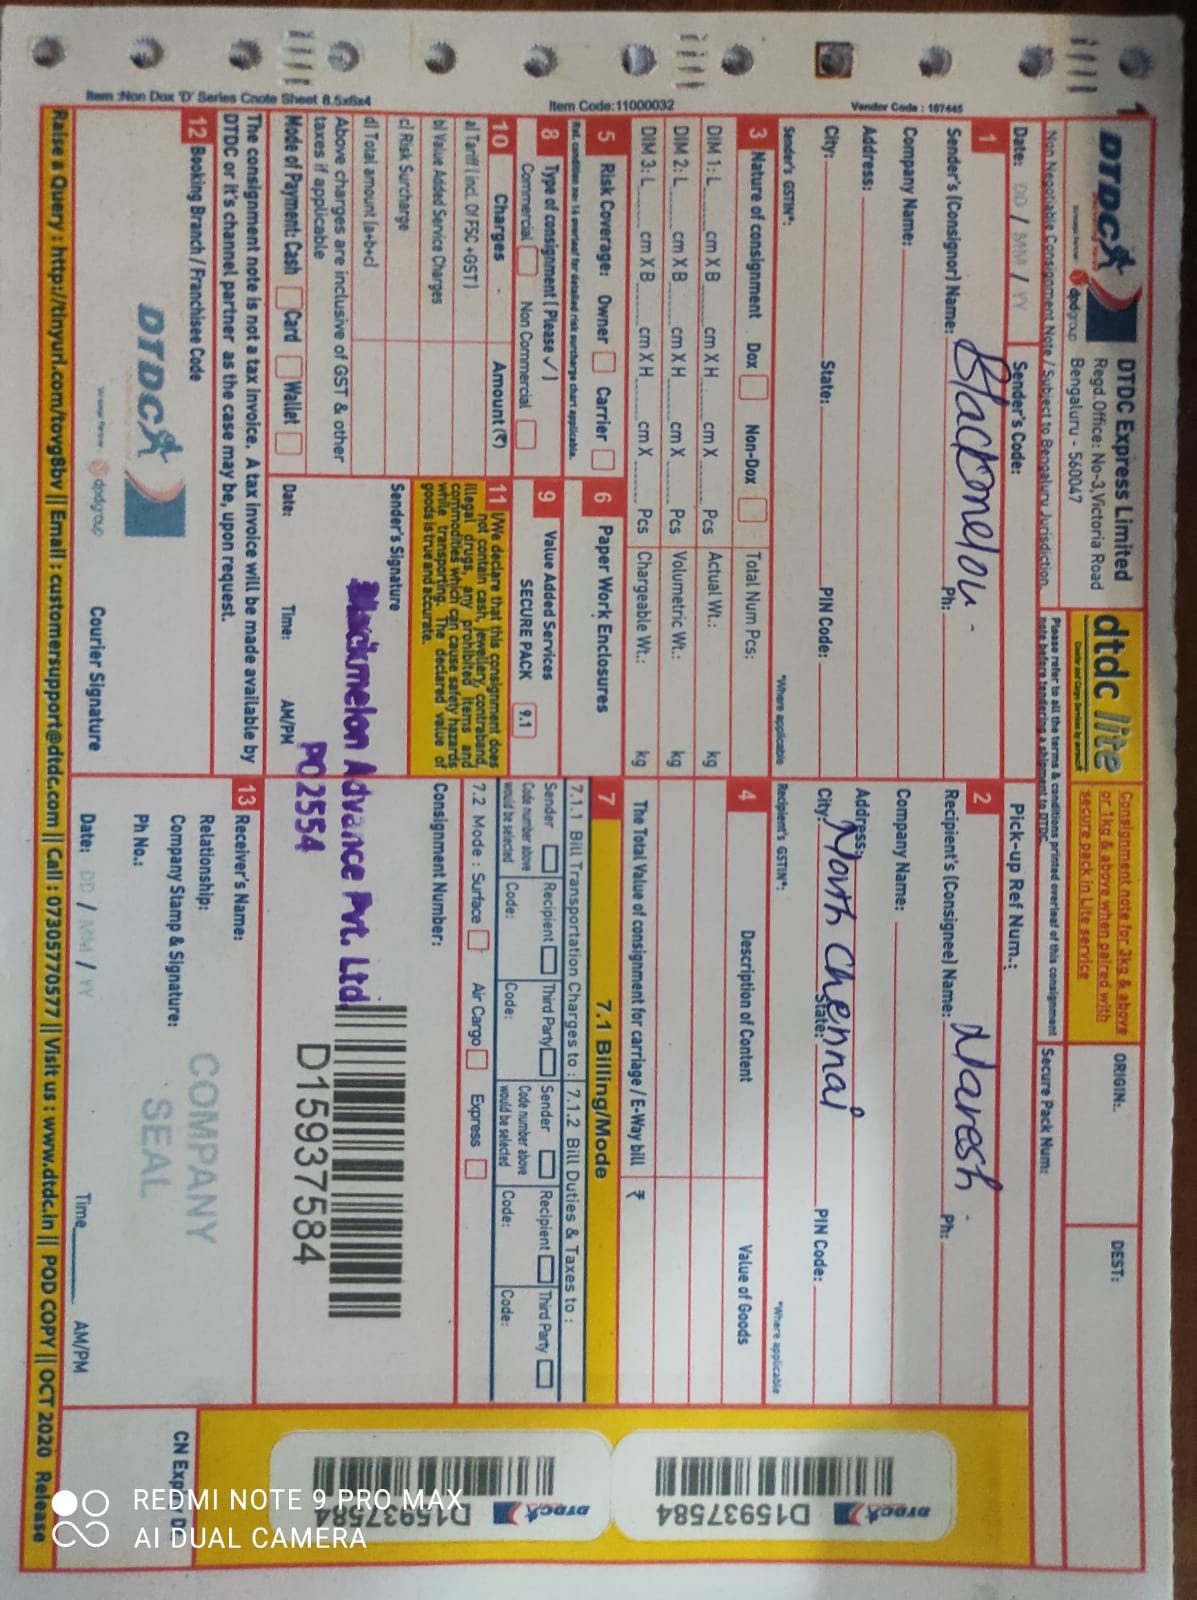 Item :Non Dox 'D' Series Cnote Sheet 8.5x6x4
Item Code:11000032
Vendor Code : 107445
DTDC
dpdgroup
DTDC Express Limited
Regd. Office: No-3, Victoria Road
Bengaluru - 560047
dtdc lite
Consignment note for 3kg & above
or 1kg & above when paired with
secure pack in Lite service
ORIGIN:
DEST:
Non Negotiable Consignment Note / Subject to Bengaluru Jurisdiction.
Please refer to all the terms & conditions printed overleaf of this consignment
note before tendering a shipment to DTDC
Secure Pack Num:
Date: DD / MM / YY
Sender's Code:
Pick-up Ref Num.:
1
Sender's (Consignor) Name: Blackmelon - Ph:
Company Name:
Address:
City: State: PIN Code:
Sender's GSTIN*: *Where applicable
2
Recipient's (Consignee) Name: Naresh - Ph:
Company Name:
Address:
North Chennai
City: State: PIN Code:
Recipient's GSTIN*: *Where applicable
3 Nature of consignment Dox Non-Dox Total Num Pcs:
DIM 1: L cm X B cm X H cm X Pcs Actual Wt.: kg
DIM 2: L cm X B cm X H cm X Pcs Volumetric Wt.: kg
DIM 3: L cm X B cm X H cm X Pcs Chargeable Wt.: kg
4 Description of Content Value of Goods
The Total Value of consignment for carriage / E-Way bill ₹
5 Risk Coverage: Owner Carrier
6 Paper Work Enclosures
7 7.1 Billing/Mode
7.1.1 Bill Transportation Charges to : 7.1.2 Bill Duties & Taxes to :
Sender Recipient Third Party Sender Recipient Third Party
Code number above would be selected Code: Code: Code number above would be selected Code: Code:
7.2 Mode : Surface Air Cargo Express
8 Type of consignment ( Please ✓ )
Commercial Non Commercial
9 Value Added Services
SECURE PACK 9.1
10 Charges Amount (₹)
a) Tariff (incl. Of FSC +GST)
b) Value Added Service Charges
c) Risk Surcharge
d) Total amount (a+b+c)
Above charges are inclusive of GST & other
taxes if applicable
Mode of Payment: Cash Card Wallet
The consignment note is not a tax invoice. A tax invoice will be made available by
DTDC or it's channel partner as the case may be, upon request.
11 I/We declare that this consignment does
not contain cash, jewellery, contraband,
illegal drugs, any prohibited items and
commodities which can cause safety hazards
while transporting. The declared value of
goods is true and accurate.
Sender's Signature
Blackmelon Advance Pvt. Ltd.
PO2554
Date: Time: AM/PM
Consignment Number:
D15937584
12 Booking Branch / Franchisee Code
DTDC
dpdgroup
Courier Signature
13 Receiver's Name:
Relationship:
Company Stamp & Signature:
Ph No.:
COMPANY
SEAL
Date: DD / MM / YY Time AM/PM
DTDC
D15937584
DTDC
D15937584
Raise a Query : http://tinyurl.com/tovg8bv || Email : customersupport@dtdc.com || Call : 07305770577 || Visit us : www.dtdc.in || POD COPY || OCT 2020 Release
REDMI NOTE 9 PRO MAX
AI DUAL CAMERA